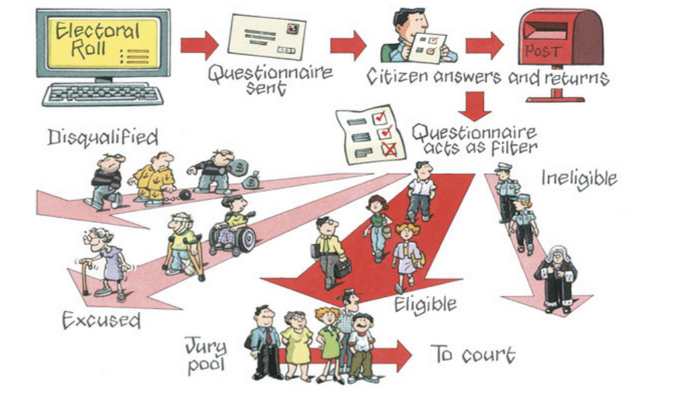 Electoral
Roll
Questionnaire
sent
Citizen answers and returns
POST
Questionnaire
acts as filter
Disqualified
Ineligible
Excused
Eligible
Jury
pool
To court